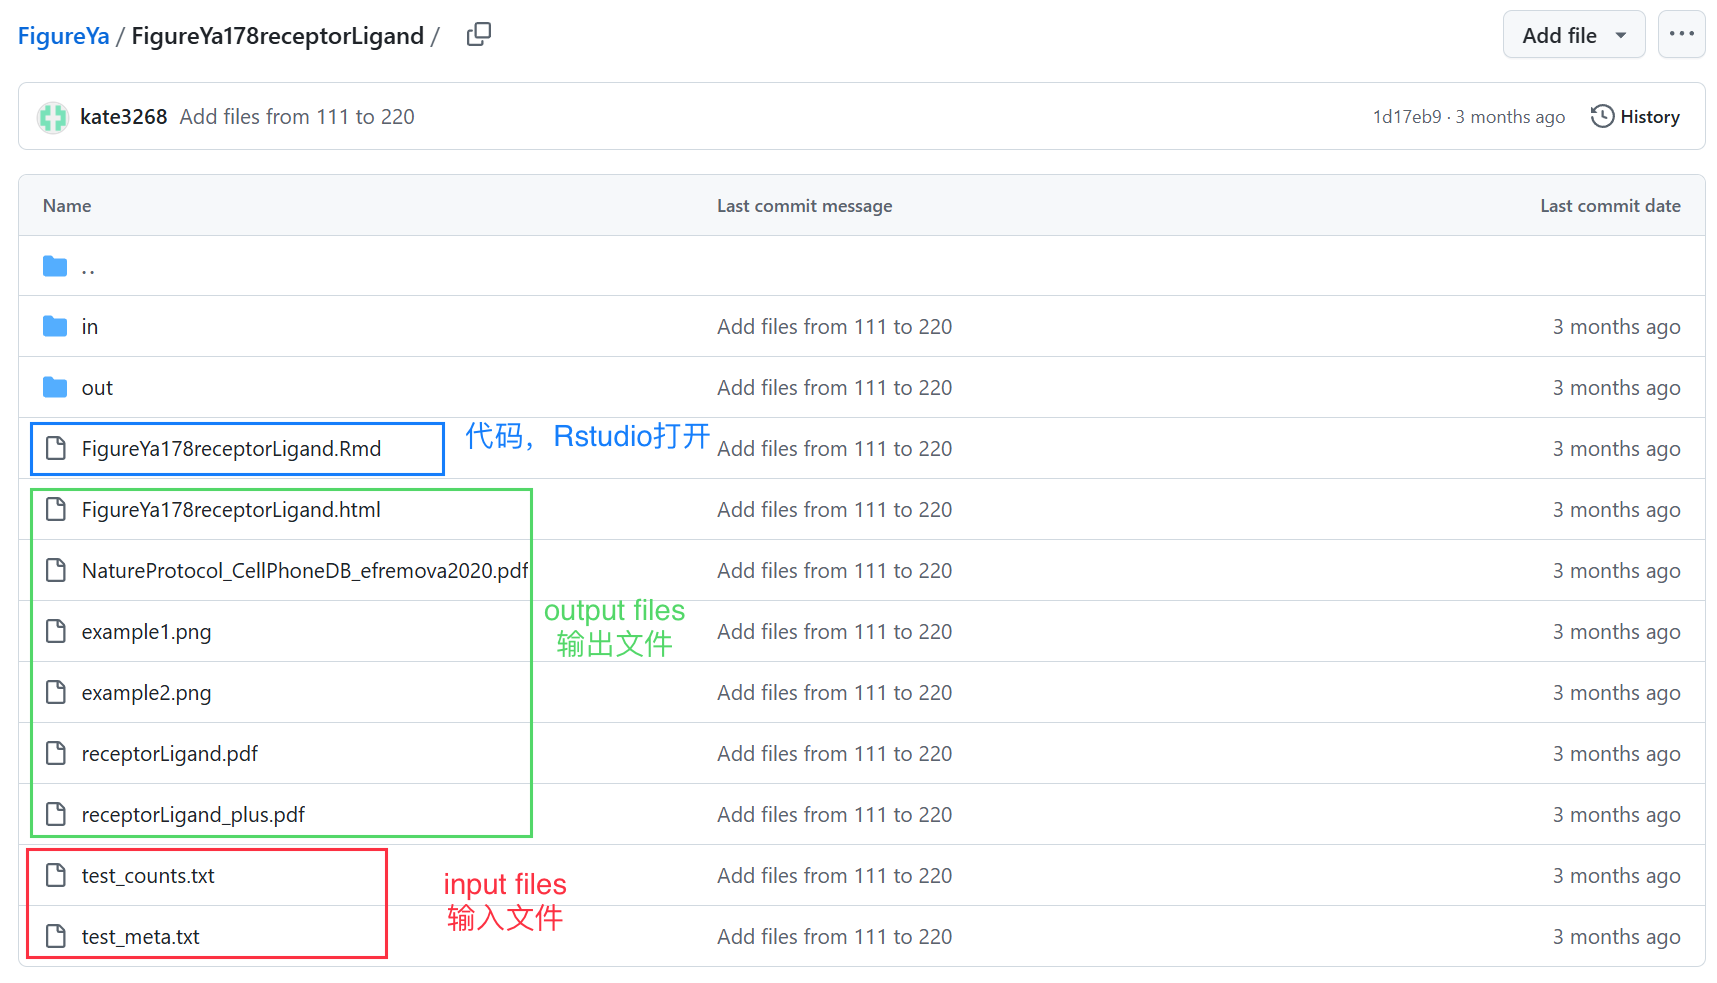 FigureYa / FigureYa178receptorLigand /
Add file
kate3268 Add files from 111 to 220
1d17eb9 · 3 months ago
History
Name Last commit message Last commit date
..
in Add files from 111 to 220 3 months ago
out Add files from 111 to 220 3 months ago
代码，Rstudio打开
FigureYa178receptorLigand.Rmd Add files from 111 to 220 3 months ago
FigureYa178receptorLigand.html Add files from 111 to 220 3 months ago
NatureProtocol_CellPhoneDB_efremova2020.pdf Add files from 111 to 220 3 months ago
output files
输出文件
example1.png Add files from 111 to 220 3 months ago
example2.png Add files from 111 to 220 3 months ago
receptorLigand.pdf Add files from 111 to 220 3 months ago
receptorLigand_plus.pdf Add files from 111 to 220 3 months ago
test_counts.txt Add files from 111 to 220 3 months ago
input files
输入文件
test_meta.txt Add files from 111 to 220 3 months ago